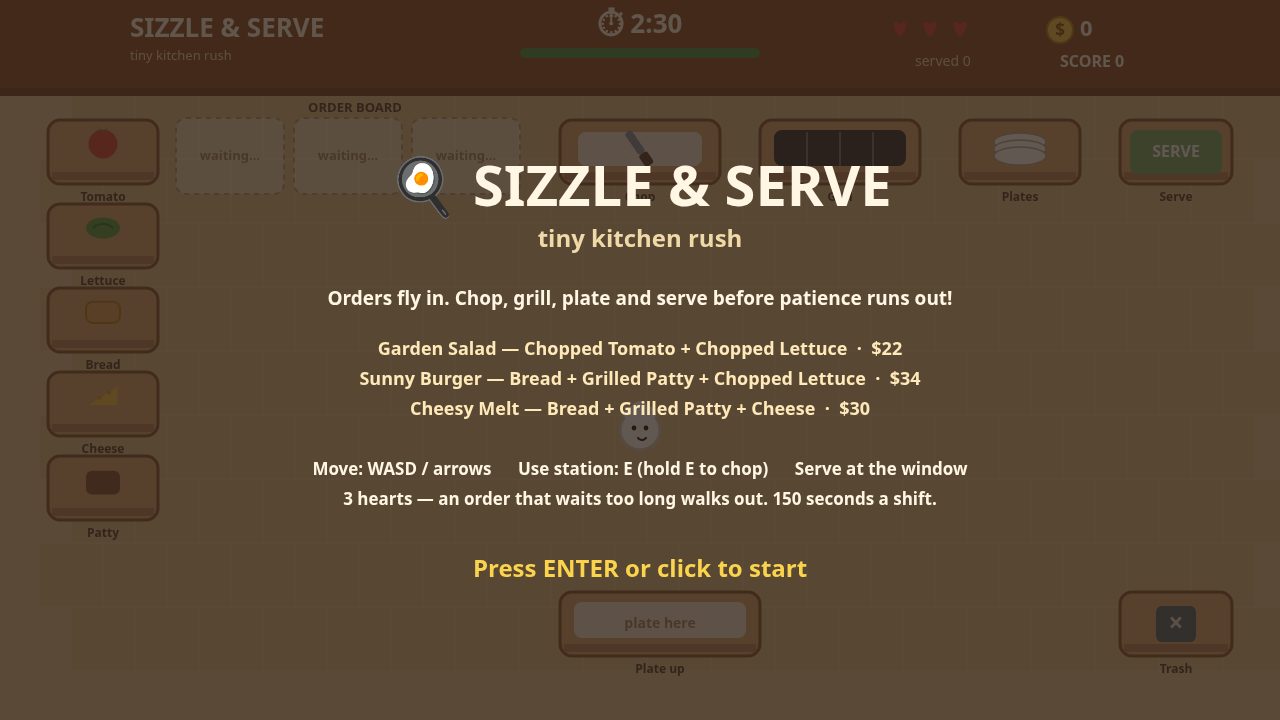 SIZZLE & SERVE
tiny kitchen rush
2:30
served 0
$ 0
SCORE 0
ORDER BOARD
waiting...
waiting...
waiting...
SERVE
Tomato
Plates
Serve
SIZZLE & SERVE
tiny kitchen rush
Lettuce
Orders fly in. Chop, grill, plate and serve before patience runs out!
Garden Salad — Chopped Tomato + Chopped Lettuce · $22
Bread
Sunny Burger — Bread + Grilled Patty + Chopped Lettuce · $34
Cheesy Melt — Bread + Grilled Patty + Cheese · $30
Cheese
Move: WASD / arrows Use station: E (hold E to chop) Serve at the window
3 hearts — an order that waits too long walks out. 150 seconds a shift.
Patty
Press ENTER or click to start
plate here
Plate up
Trash